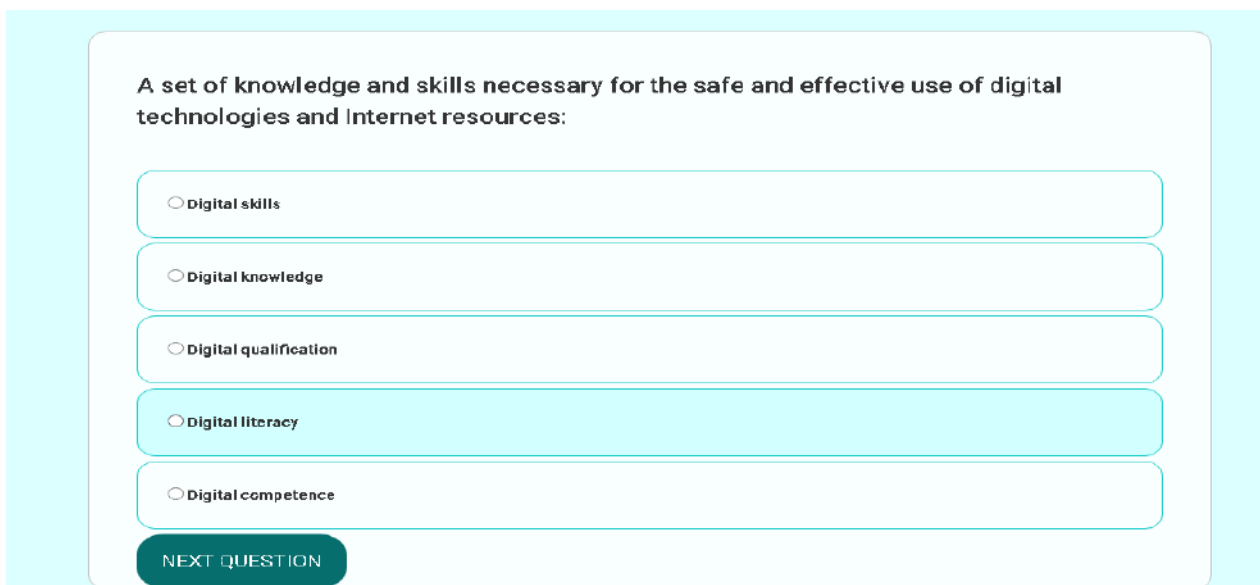 A set of knowledge and skills necessary for the safe and effective use of digital
technologies and Internet resources:
Digital skills
Digital knowledge
Digital qualification
Digital literacy
Digital competence
NEXT QUESTION